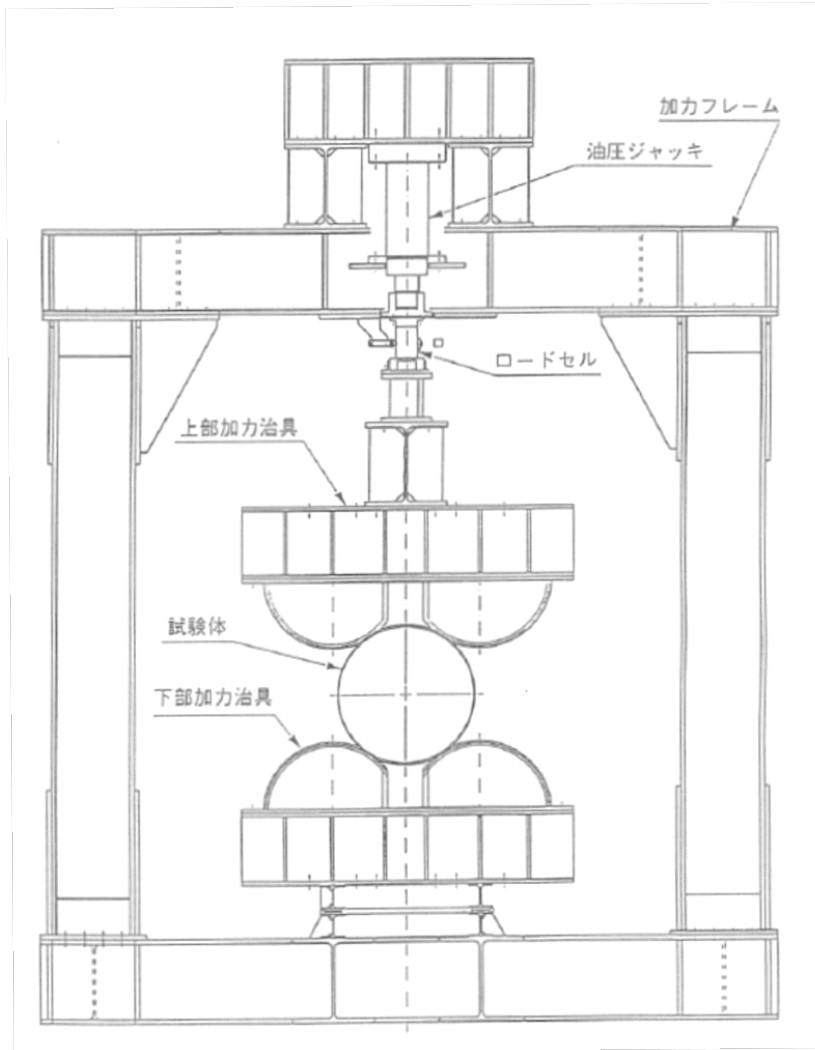 加力フレーム
油圧ジャッキ
ロードセル
上部加力治具
試験体
下部加力治具